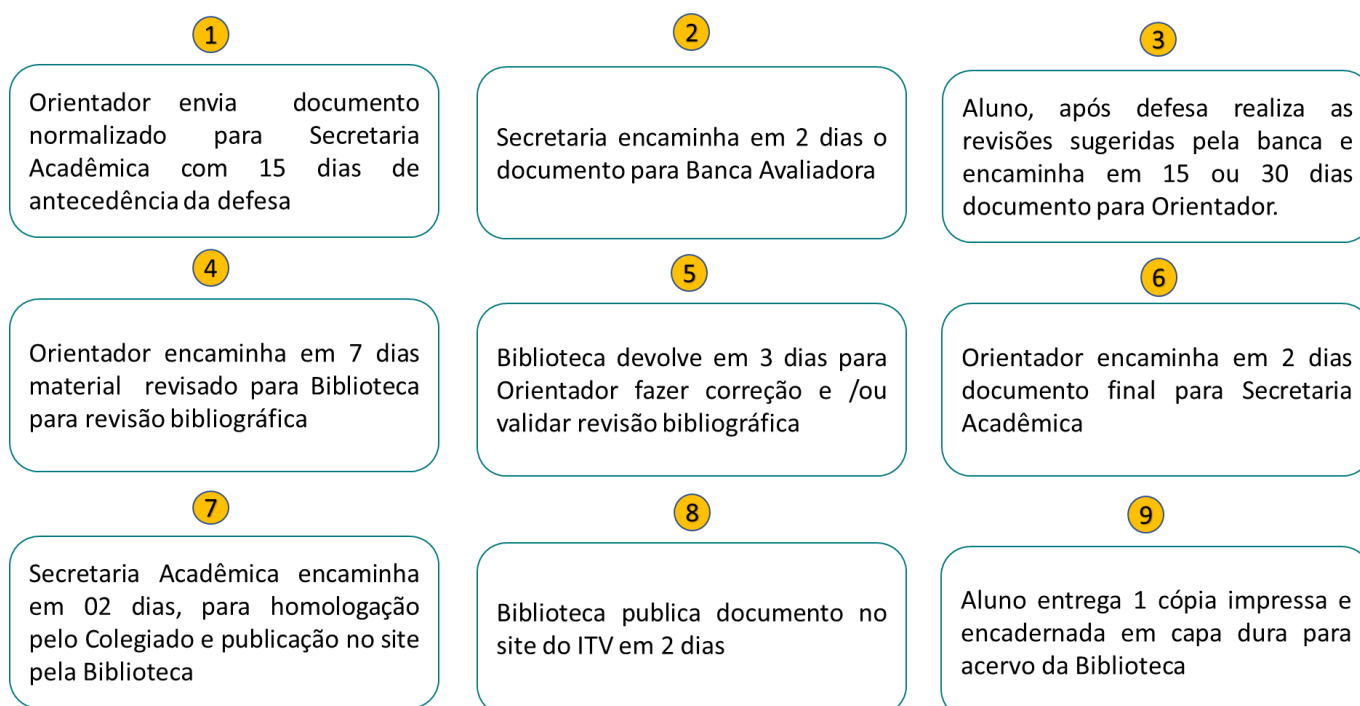 1
Orientador envia documento
normalizado para Secretaria
Acadêmica com 15 dias de
antecedência da defesa
2
Secretaria encaminha em 2 dias o
documento para Banca Avaliadora
3
Aluno, após defesa realiza as
revisões sugeridas pela banca e
encaminha em 15 ou 30 dias
documento para Orientador.
4
Orientador encaminha em 7 dias
material revisado para Biblioteca
para revisão bibliográfica
5
Biblioteca devolve em 3 dias para
Orientador fazer correção e /ou
validar revisão bibliográfica
6
Orientador encaminha em 2 dias
documento final para Secretaria
Acadêmica
7
Secretaria Acadêmica encaminha
em 02 dias, para homologação
pelo Colegiado e publicação no site
pela Biblioteca
8
Biblioteca publica documento no
site do ITV em 2 dias
9
Aluno entrega 1 cópia impressa e
encadernada em capa dura para
acervo da Biblioteca